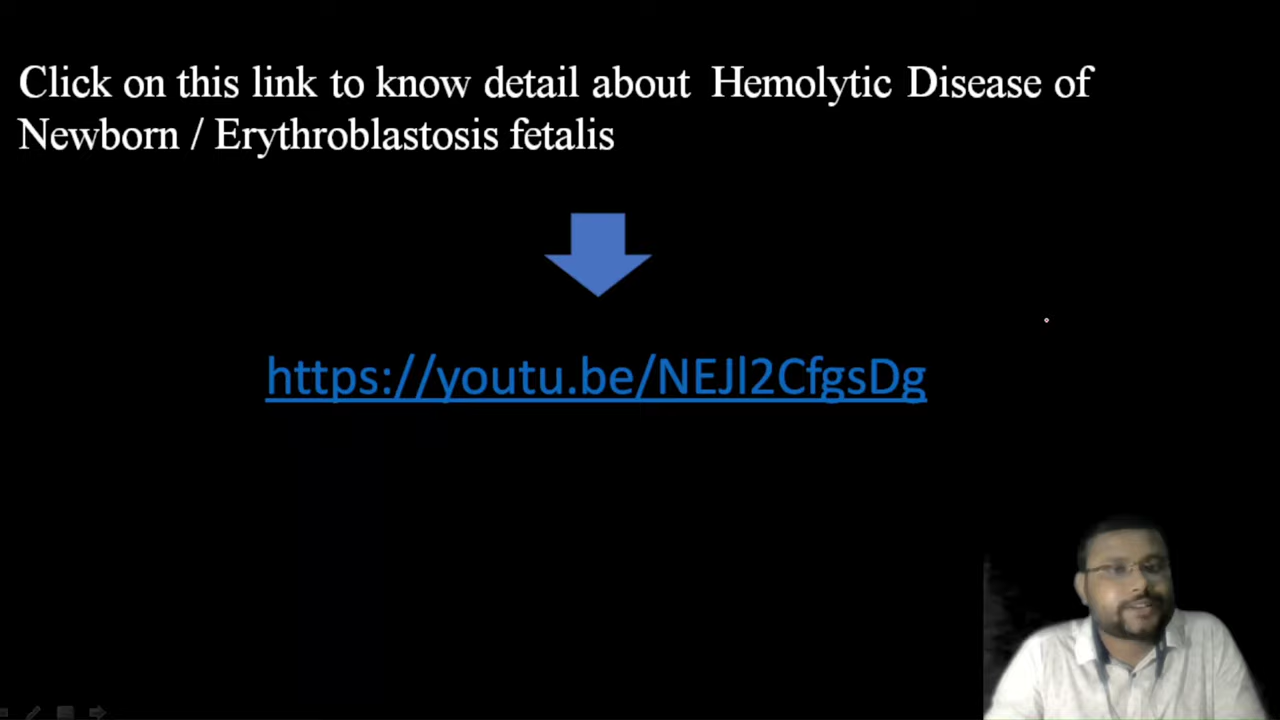 Click on this link to know detail about Hemolytic Disease of
Newborn / Erythroblastosis fetalis
https://youtu.be/NEJl2CfgsDg